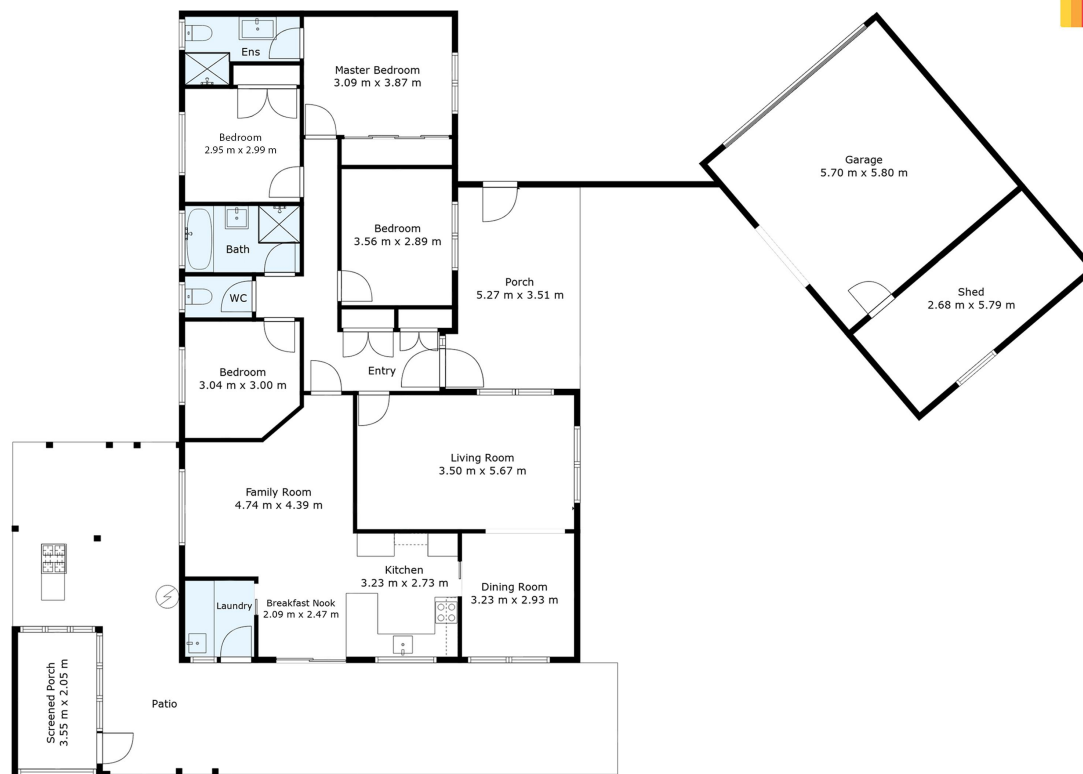 Ens
Master Bedroom
3.09 m x 3.87 m
Bedroom
2.95 m x 2.99 m
Garage
5.70 m x 5.80 m
Bedroom
3.56 m x 2.89 m
Bath
Porch
5.27 m x 3.51 m
Shed
2.68 m x 5.79 m
WC
Entry
Bedroom
3.04 m x 3.00 m
Living Room
3.50 m x 5.67 m
Family Room
4.74 m x 4.39 m
Kitchen
3.23 m x 2.73 m
Dining Room
3.23 m x 2.93 m
Laundry
Breakfast Nook
2.09 m x 2.47 m
Screened Porch
3.55 m x 2.05 m
Patio